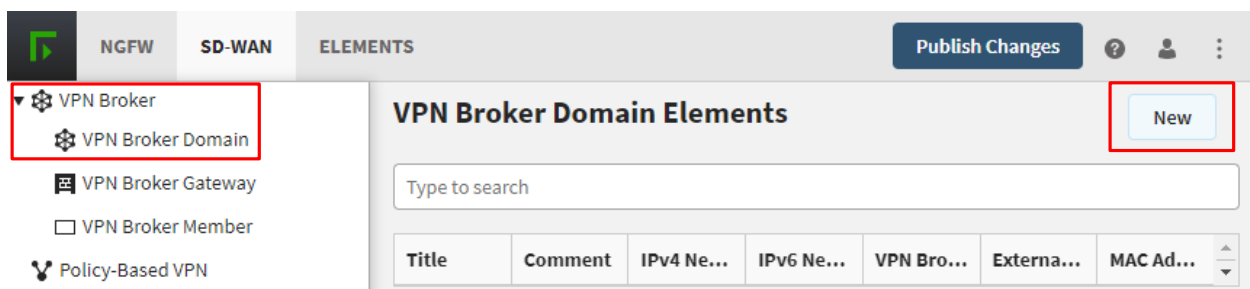 NGFW SD-WAN ELEMENTS Publish Changes
VPN Broker
VPN Broker Domain
VPN Broker Gateway
VPN Broker Member
Policy-Based VPN
VPN Broker Domain Elements
New
Type to search
Title Comment IPv4 Ne... IPv6 Ne... VPN Bro... Externa... MAC Ad...